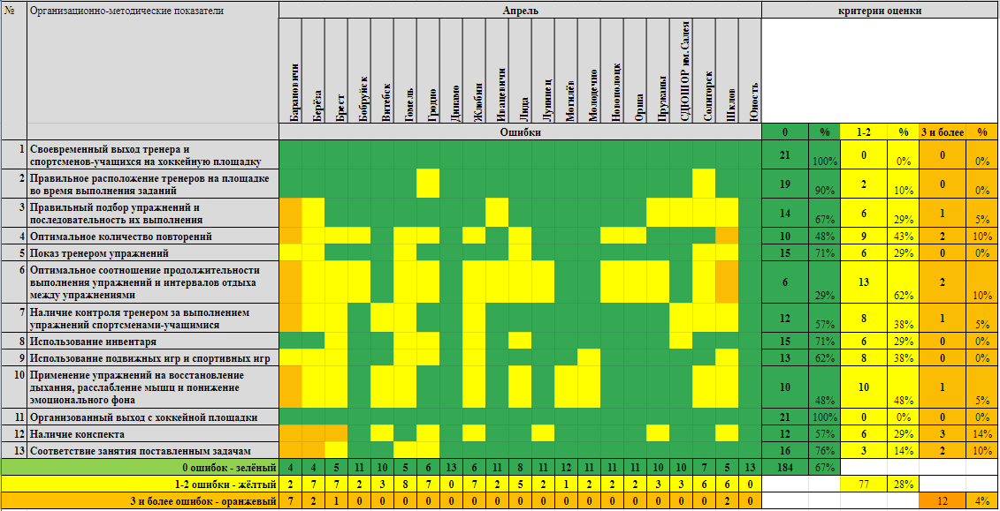 № Организационно-методические показатели Апрель критерии оценки
Барановичи Берёза Брест Бобруйск Витебск Гомель Гродно Динамо Жлобин Ивацевичи Лида Лунинец Могилёв Молодечно Новополоцк Орша Пружаны СДЮШОР им.Салея Солигорск Шклов Юность
Ошибки 0 % 1-2 % 3 и более %
1 Своевременный выход тренера и
спортсменов-учащихся на хоккейную площадку 21 100% 0 0% 0 0%
2 Правильное расположение тренеров на площадке
во время выполнения заданий 19 90% 2 10% 0 0%
3 Правильный подбор упражнений и
последовательность их выполнения 14 67% 6 29% 1 5%
4 Оптимальное количество повторений 10 48% 9 43% 2 10%
5 Показ тренером упражнений 15 71% 6 29% 0 0%
6 Оптимальное соотношение продолжительности
выполнения упражнений и интервалов отдыха
между упражнениями 6 29% 13 62% 2 10%
7 Наличие контроля тренером за выполнением
упражнений спортсменами-учащимися 12 57% 8 38% 1 5%
8 Использование инвентаря 15 71% 6 29% 0 0%
9 Использование подвижных игр и спортивных игр 13 62% 8 38% 0 0%
10 Применение упражнений на восстановление
дыхания, расслабление мышц и понижение
эмоционального фона 10 48% 10 48% 1 5%
11 Организованный выход с хоккейной площадки 21 100% 0 0% 0 0%
12 Наличие конспекта 12 57% 6 29% 3 14%
13 Соответствие занятия поставленным задачам 16 76% 3 14% 2 10%
0 ошибок - зелёный 4 4 5 11 10 5 6 13 6 11 8 11 12 11 11 11 10 10 7 5 13 184 67%
1-2 ошибки - жёлтый 2 7 7 2 3 8 7 0 7 2 5 2 1 2 2 2 3 3 6 6 0 77 28%
3 и более ошибок - оранжевый 7 2 1 0 0 0 0 0 0 0 0 0 0 0 0 0 0 0 0 2 0 12 4%